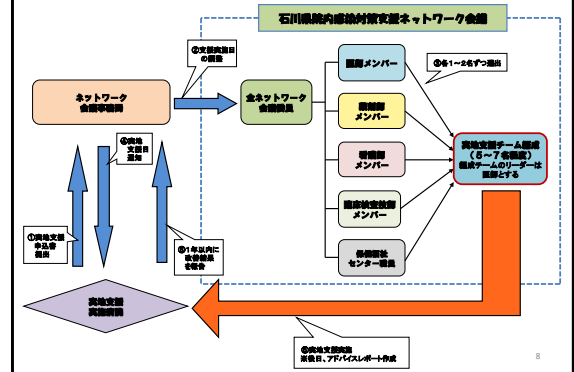 石川県院内感染対策支援ネットワーク会議
②支援実施日
の調整
医師メンバー
③各1~2名ずつ選出
ネットワーク
会議事務局
全ネットワーク
会議委員
薬剤師
メンバー
④実地
支援日
通知
看護師
メンバー
実地支援チーム編成
(5~7名程度)
編成チームのリーダーは
医師とする
臨床検査技師
メンバー
①実地支援
申込書
提出
⑥1年以内に
改善結果
を報告
保健福祉
センター職員
実地支援
実施病院
⑤実地支援実施
※後日、アドバイスレポート作成
8